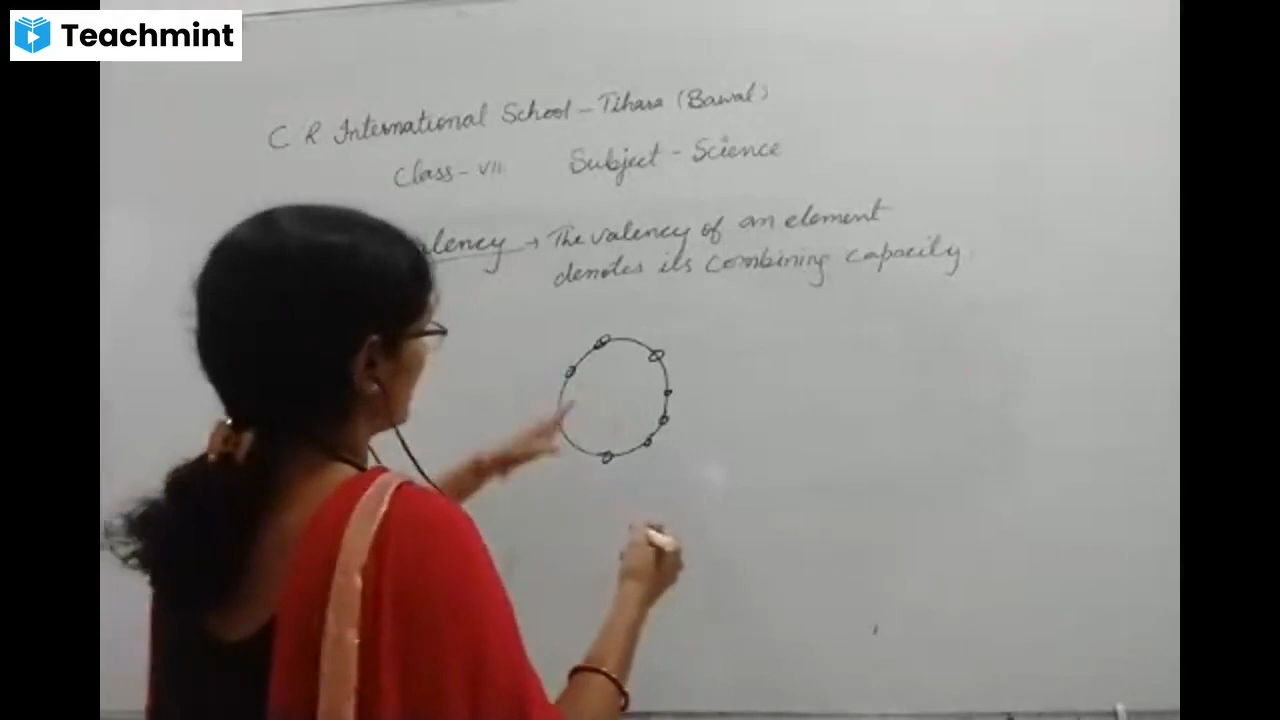 Teachmint
C R International School - Tihara (Bawal)
Class - VII Subject - Science
alency → The valency of an element
denotes its combining capacity.